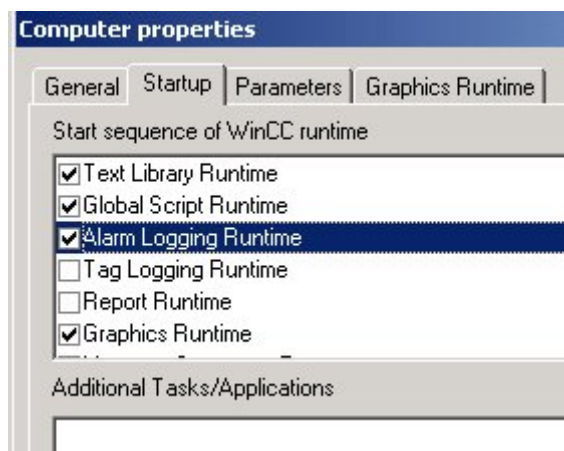 Computer properties
General Startup Parameters Graphics Runtime
Start sequence of WinCC runtime
Text Library Runtime
Global Script Runtime
Alarm Logging Runtime
Tag Logging Runtime
Report Runtime
Graphics Runtime
Additional Tasks/Applications